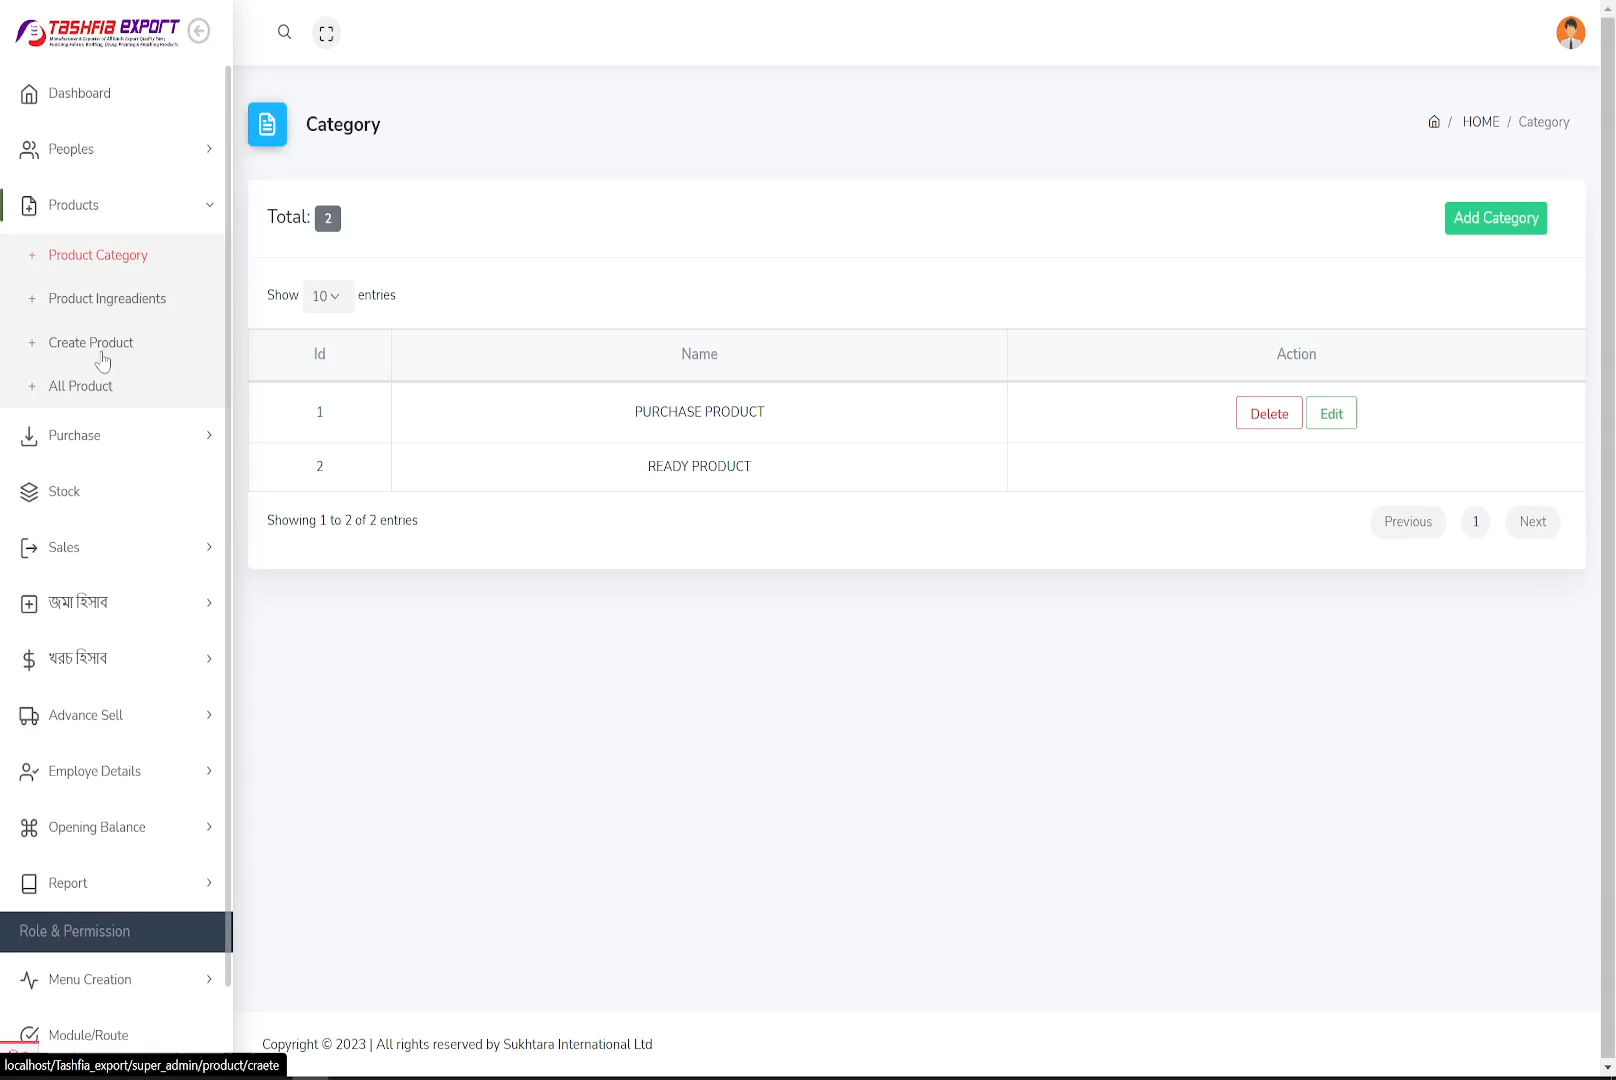 TASHFIA EXPORT
Dashboard
Peoples
Products
+ Product Category
+ Product Ingreadients
+ Create Product
+ All Product
Purchase
Stock
Sales
জমা হিসাব
খরচ হিসাব
Advance Sell
Employe Details
Opening Balance
Report
Role & Permission
Menu Creation
Module/Route
localhost/Tashfia_export/super_admin/product/craete
Category
/ HOME / Category
Total: 2
Add Category
Show 10 entries
Id Name Action
1 PURCHASE PRODUCT Delete Edit
2 READY PRODUCT
Showing 1 to 2 of 2 entries
Previous 1 Next
Copyright © 2023 | All rights reserved by Sukhtara International Ltd